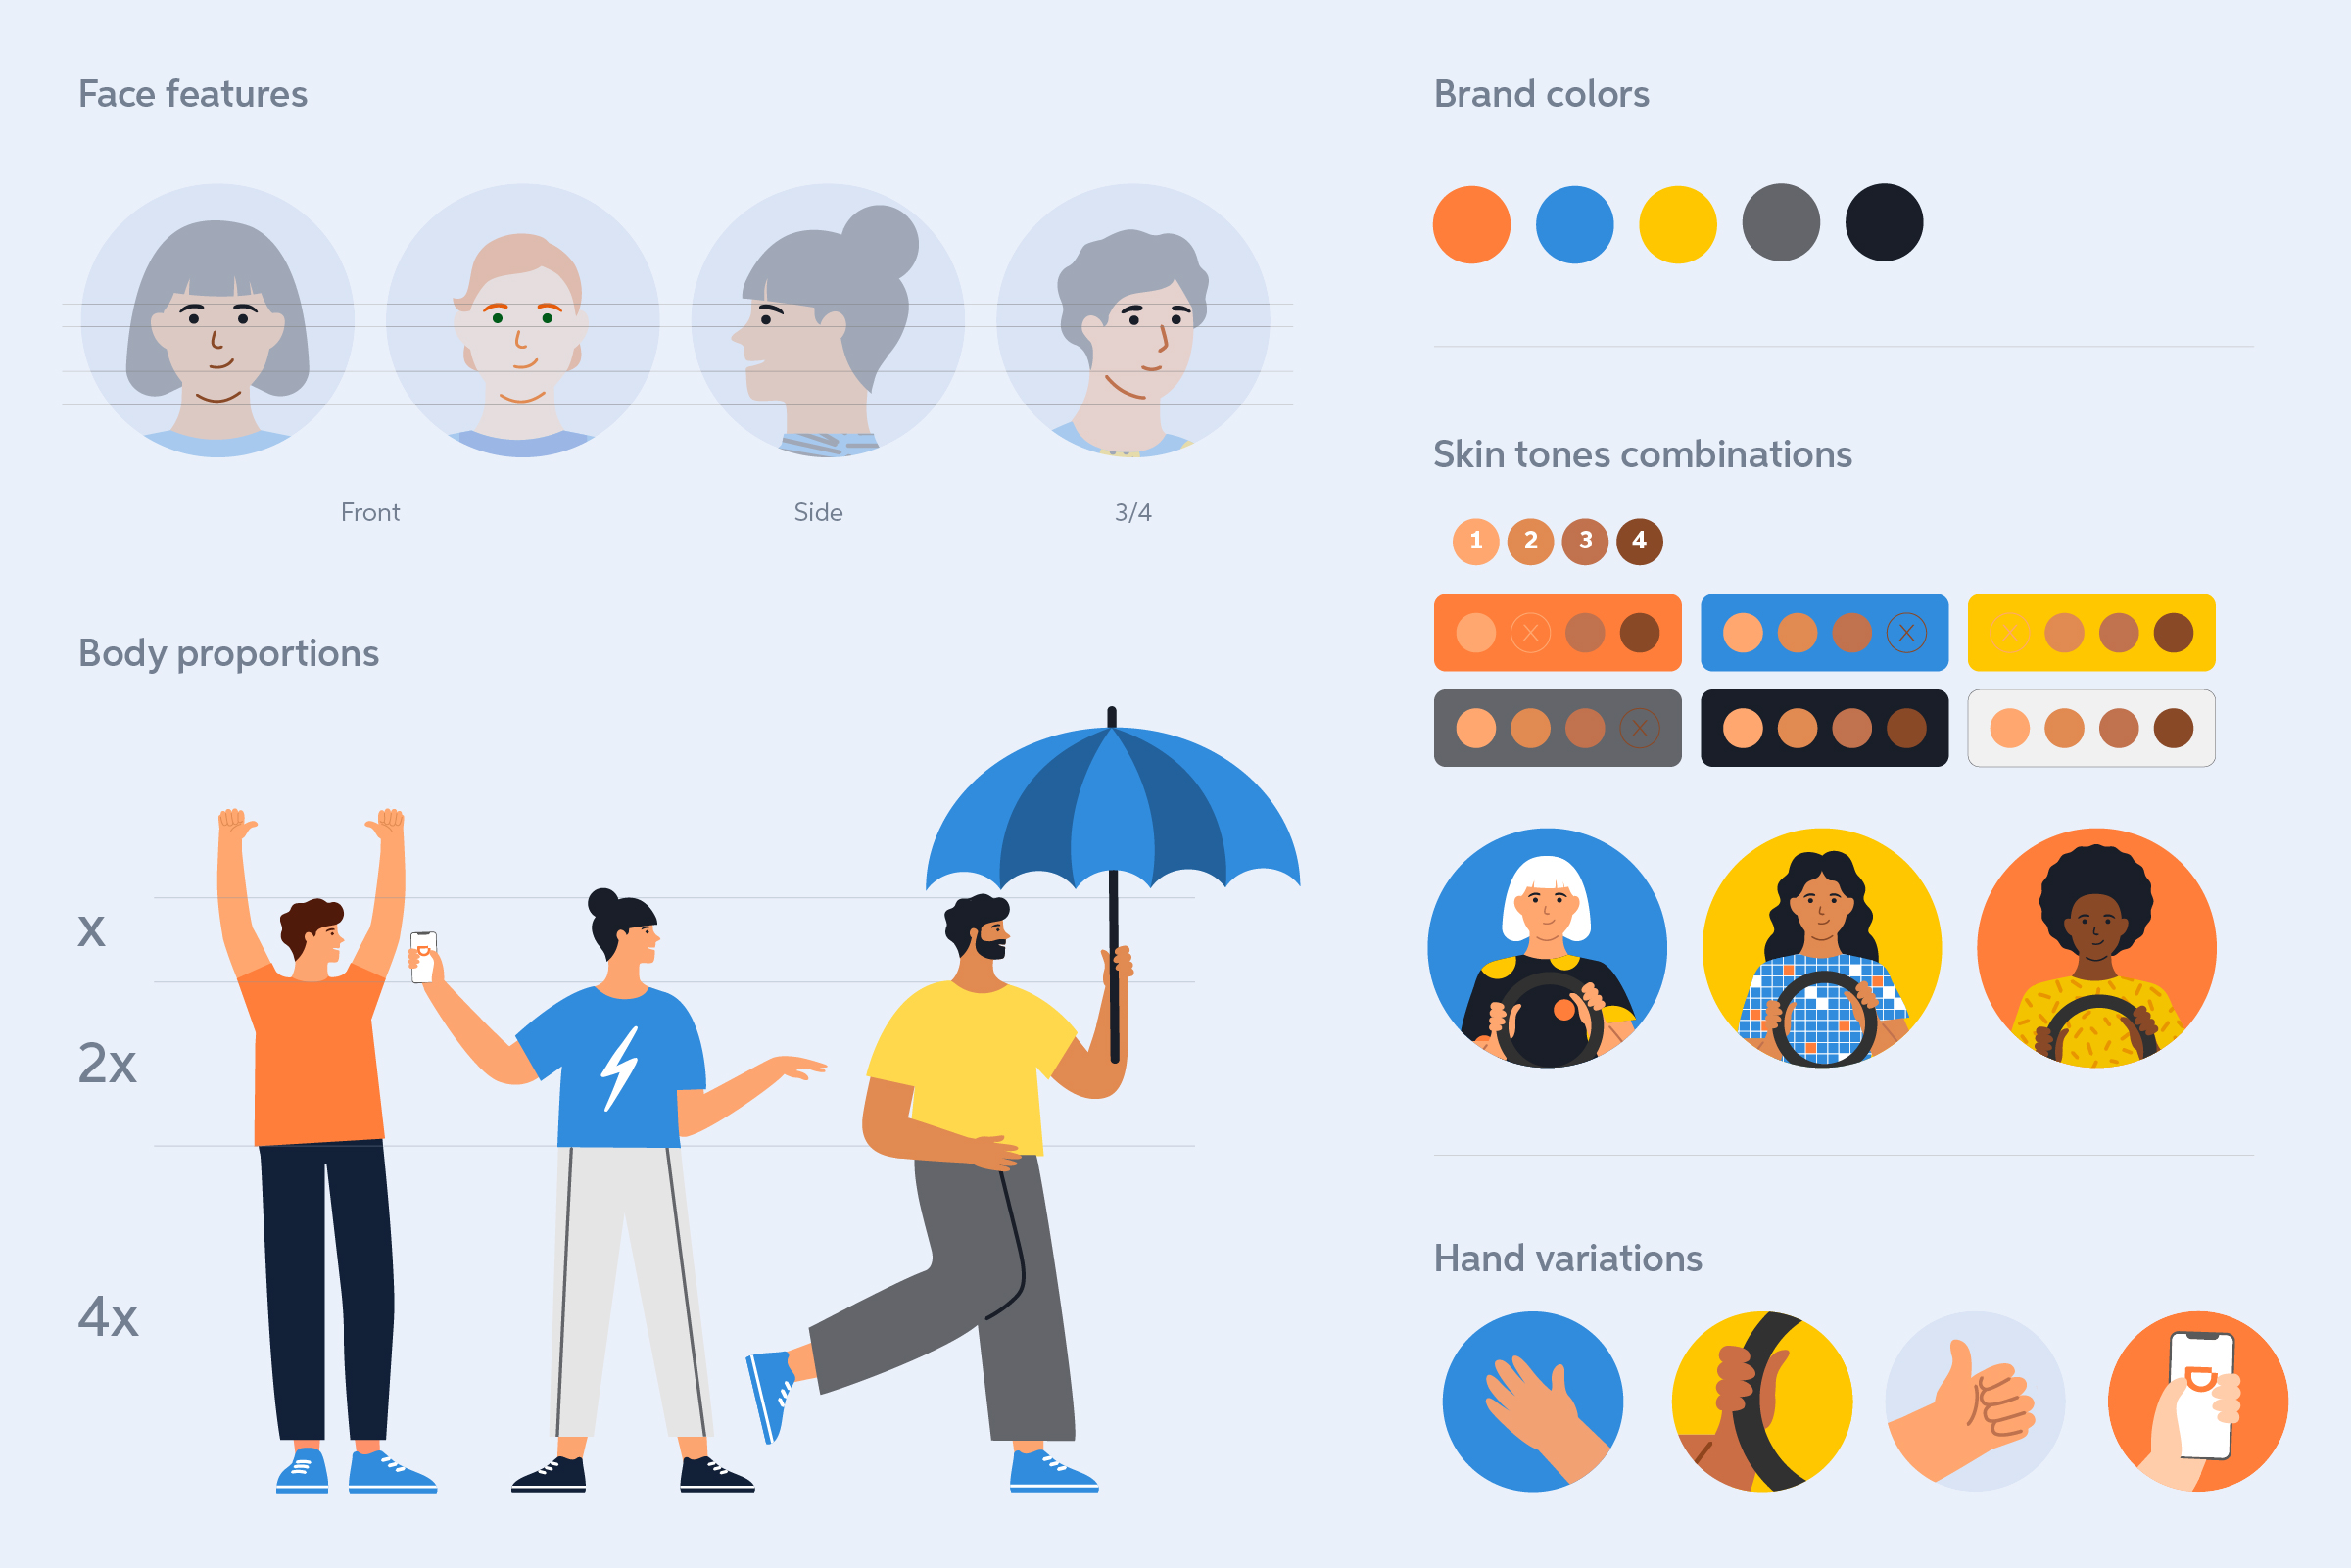 Face features
Front
Side
3/4
Body proportions
x
2x
4x
Brand colors
Skin tones combinations
1 2 3 4
Hand variations